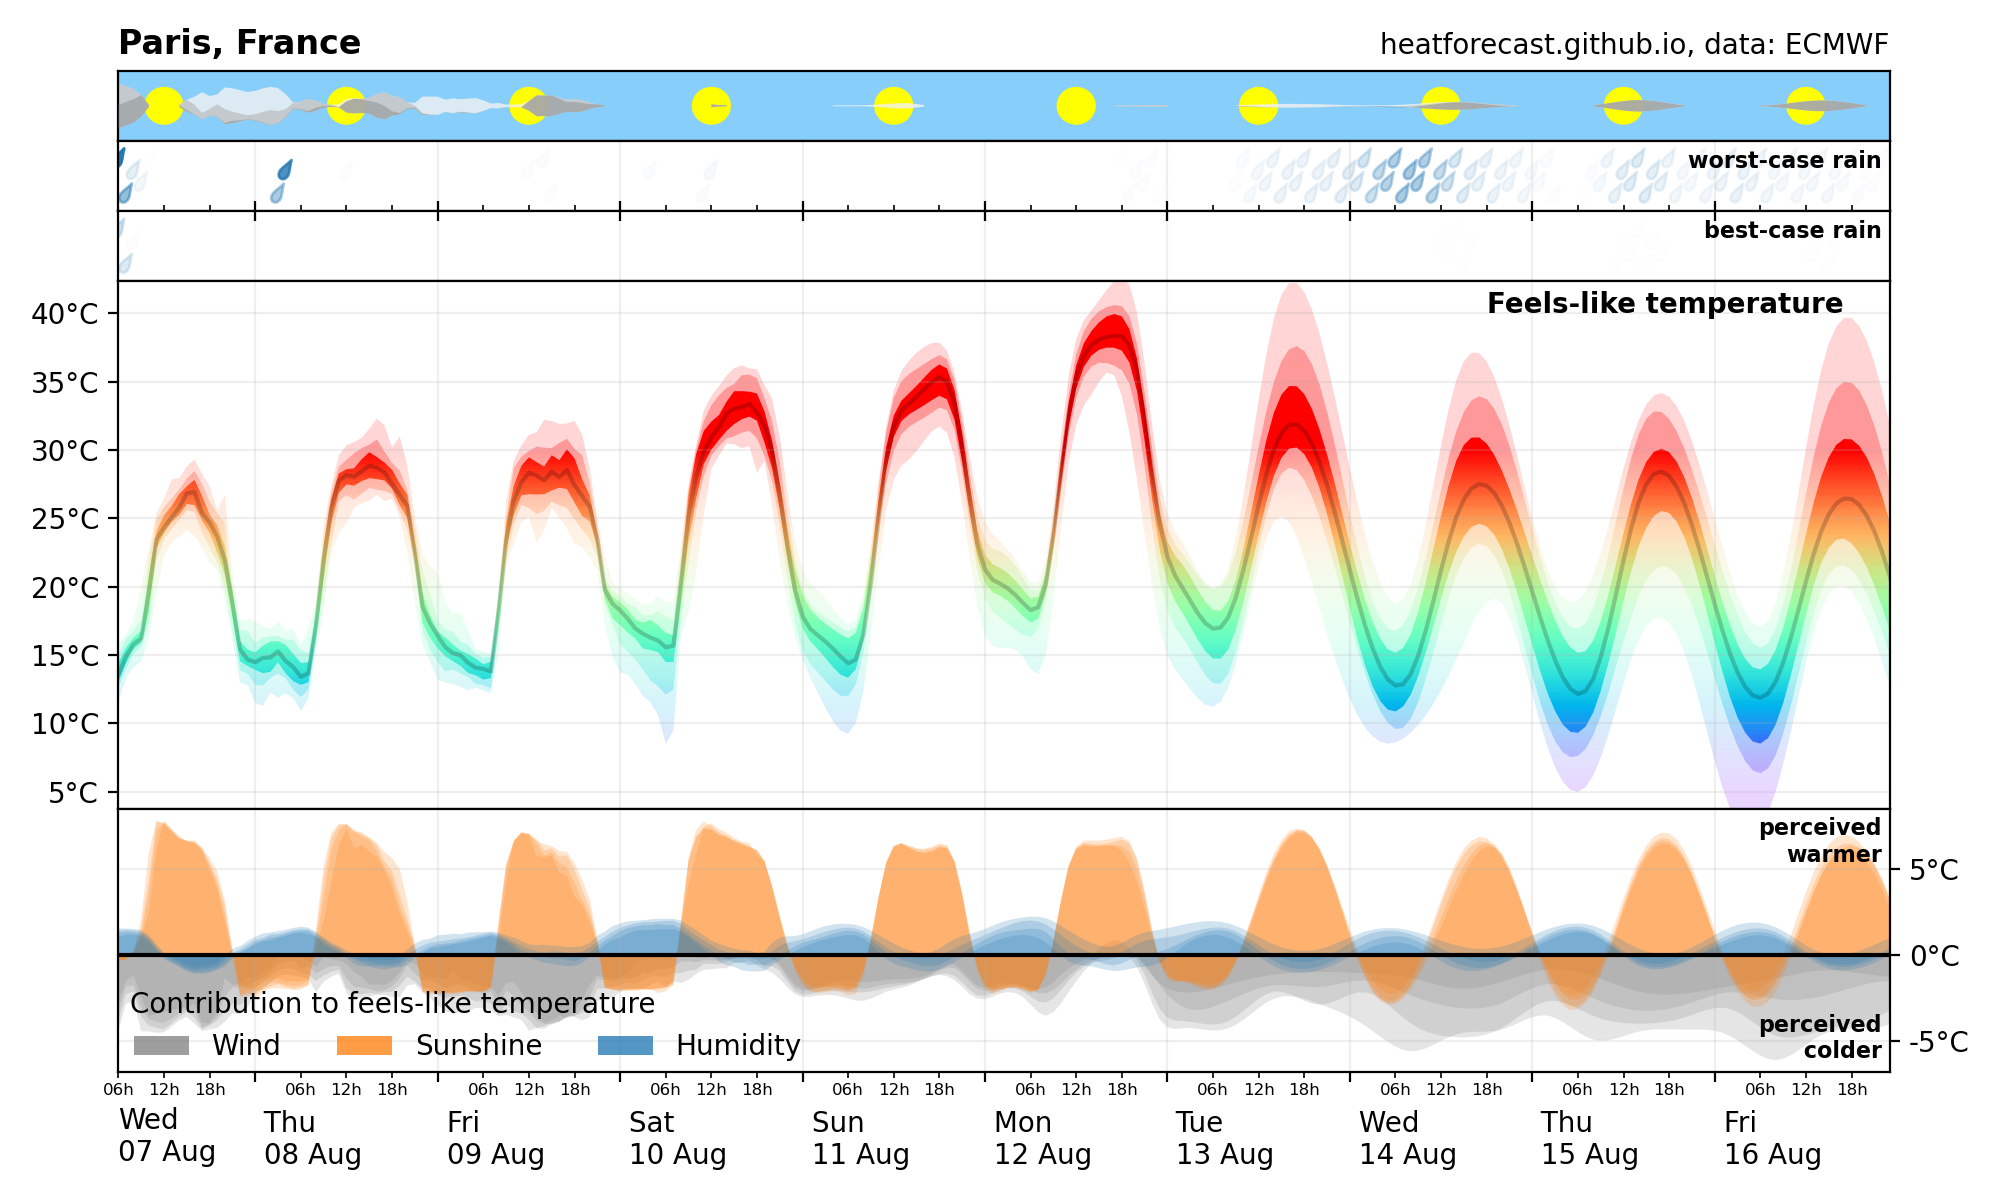 Paris, France
heatforecast.github.io, data: ECMWF
worst-case rain
best-case rain
Feels-like temperature
40°C
35°C
30°C
25°C
20°C
15°C
10°C
5°C
perceived
warmer
5°C
0°C
-5°C
perceived
colder
Contribution to feels-like temperature
Wind Sunshine Humidity
06h 12h 18h 06h 12h 18h 06h 12h 18h 06h 12h 18h 06h 12h 18h 06h 12h 18h 06h 12h 18h 06h 12h 18h 06h 12h 18h 06h 12h 18h
Wed Thu Fri Sat Sun Mon Tue Wed Thu Fri
07 Aug 08 Aug 09 Aug 10 Aug 11 Aug 12 Aug 13 Aug 14 Aug 15 Aug 16 Aug